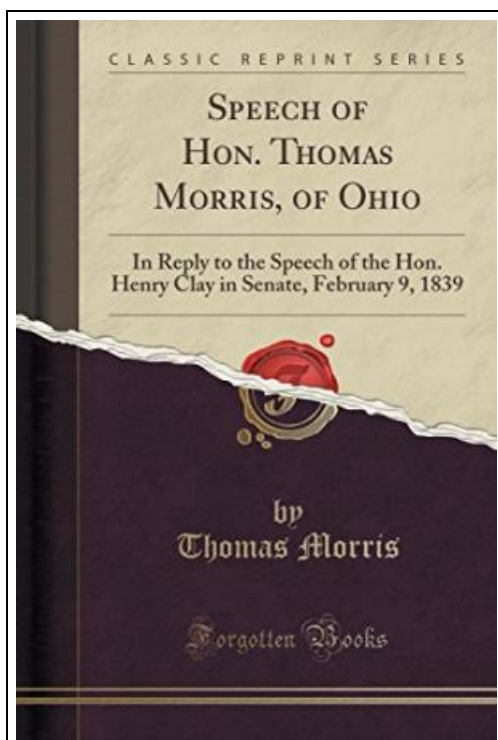 CLASSIC REPRINT SERIES
SPEECH OF
HON. THOMAS
MORRIS, OF OHIO
In Reply to the Speech of the Hon.
Henry Clay in Senate, February 9, 1839
by
Thomas Morris
Forgotten Books